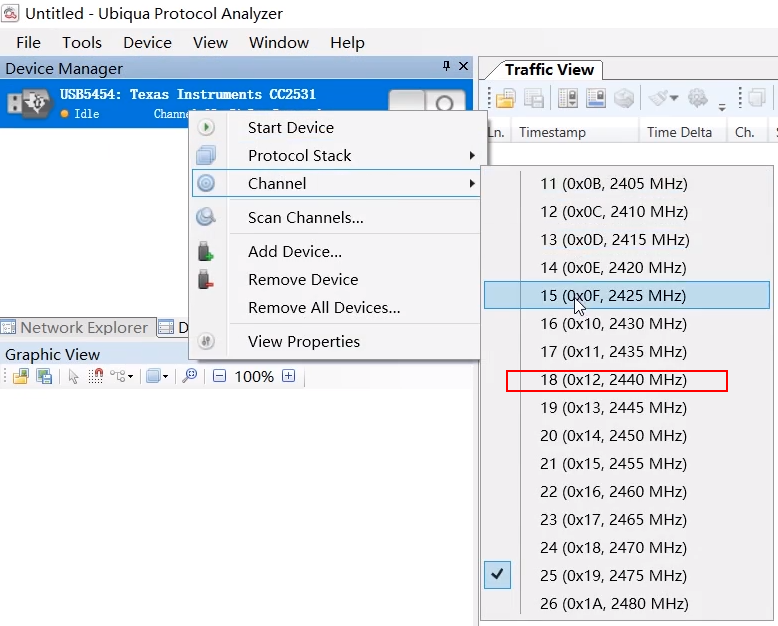 Untitled - Ubiqua Protocol Analyzer
File Tools Device View Window Help
Device Manager
USB5454: Texas Instruments CC2531
Idle
Traffic View
Ln. Timestamp Time Delta Ch.
Start Device
Protocol Stack
Channel
Scan Channels...
Add Device...
Remove Device
Remove All Devices...
View Properties
11 (0x0B, 2405 MHz)
12 (0x0C, 2410 MHz)
13 (0x0D, 2415 MHz)
14 (0x0E, 2420 MHz)
15 (0x0F, 2425 MHz)
16 (0x10, 2430 MHz)
17 (0x11, 2435 MHz)
18 (0x12, 2440 MHz)
19 (0x13, 2445 MHz)
20 (0x14, 2450 MHz)
21 (0x15, 2455 MHz)
22 (0x16, 2460 MHz)
23 (0x17, 2465 MHz)
24 (0x18, 2470 MHz)
25 (0x19, 2475 MHz)
26 (0x1A, 2480 MHz)
Network Explorer
Graphic View
100%